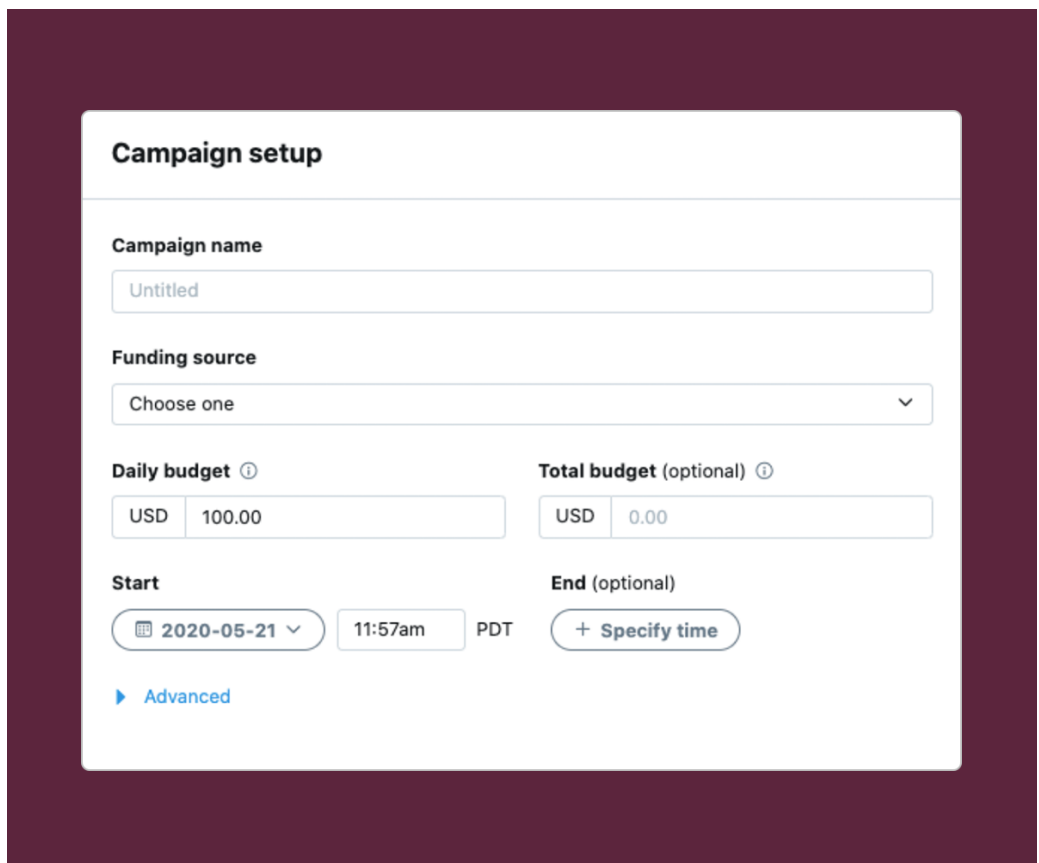 Campaign setup
Campaign name
Untitled
Funding source
Choose one
Daily budget
Total budget (optional)
USD 100.00
USD 0.00
Start
End (optional)
2020-05-21
11:57am PDT
+ Specify time
Advanced